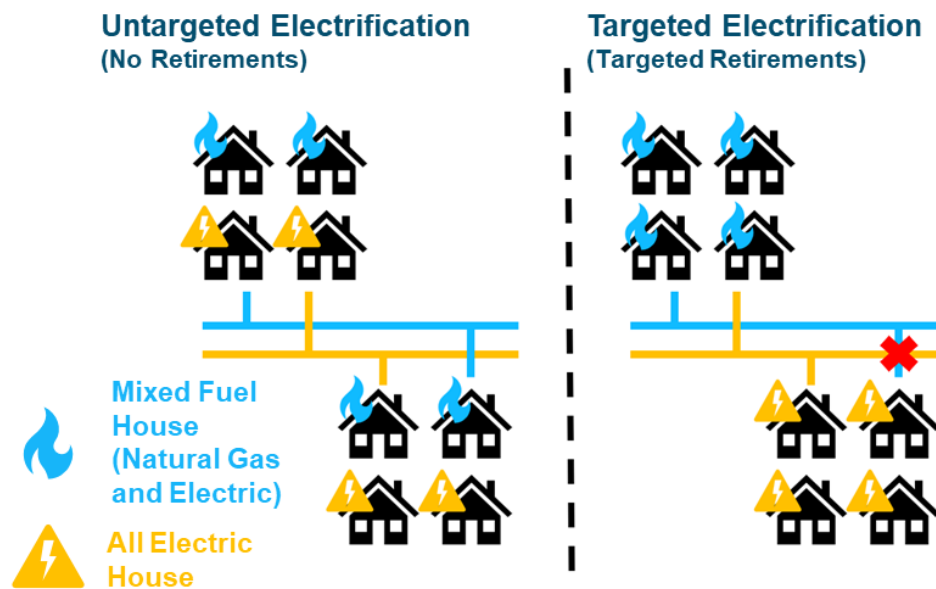 Untargeted Electrification
(No Retirements)
Targeted Electrification
(Targeted Retirements)
Mixed Fuel
House
(Natural Gas
and Electric)
All Electric
House